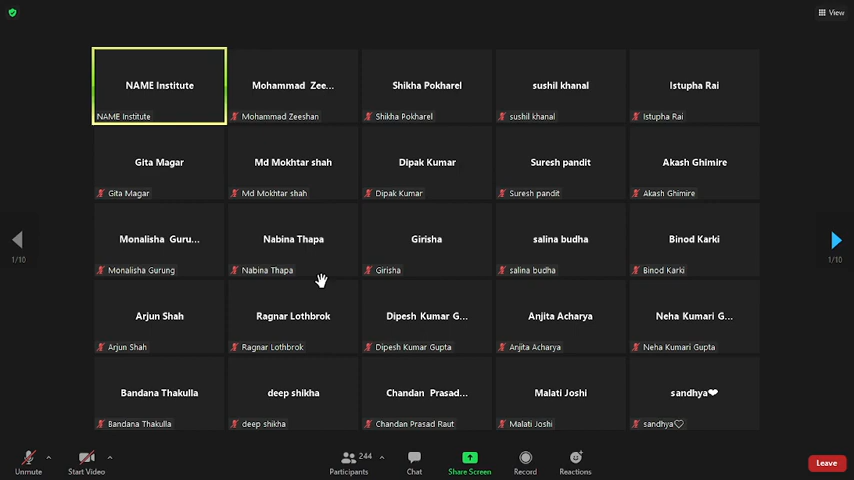 View
NAME Institute
NAME Institute
Mohammad Zee...
Mohammad Zeeshan
Shikha Pokharel
Shikha Pokharel
sushil khanal
sushil khanal
Istupha Rai
Istupha Rai
Gita Magar
Gita Magar
Md Mokhtar shah
Md Mokhtar shah
Dipak Kumar
Dipak Kumar
Suresh pandit
Suresh pandit
Akash Ghimire
Akash Ghimire
Monalisha Guru...
Monalisha Gurung
Nabina Thapa
Nabina Thapa
Girisha
Girisha
salina budha
salina budha
Binod Karki
Binod Karki
1/10
1/10
Arjun Shah
Arjun Shah
Ragnar Lothbrok
Ragnar Lothbrok
Dipesh Kumar G...
Dipesh Kumar Gupta
Anjita Acharya
Anjita Acharya
Neha Kumari G...
Neha Kumari Gupta
Bandana Thakulla
Bandana Thakulla
deep shikha
deep shikha
Chandan Prasad...
Chandan Prasad Raut
Malati Joshi
Malati Joshi
sandhya❤
sandhya♡
Unmute
Start Video
244
Participants
Chat
Share Screen
Record
Reactions
Leave